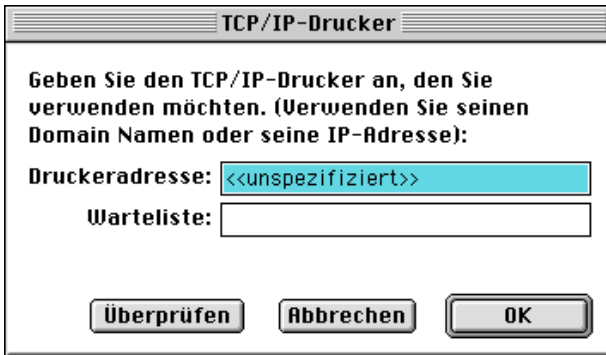 TCP/IP-Drucker
Geben Sie den TCP/IP-Drucker an, den Sie
verwenden möchten. (Verwenden Sie seinen
Domain Namen oder seine IP-Adresse):
Druckeradresse: <<unspezifiziert>>
Warteliste:
Überprüfen Abbrechen OK